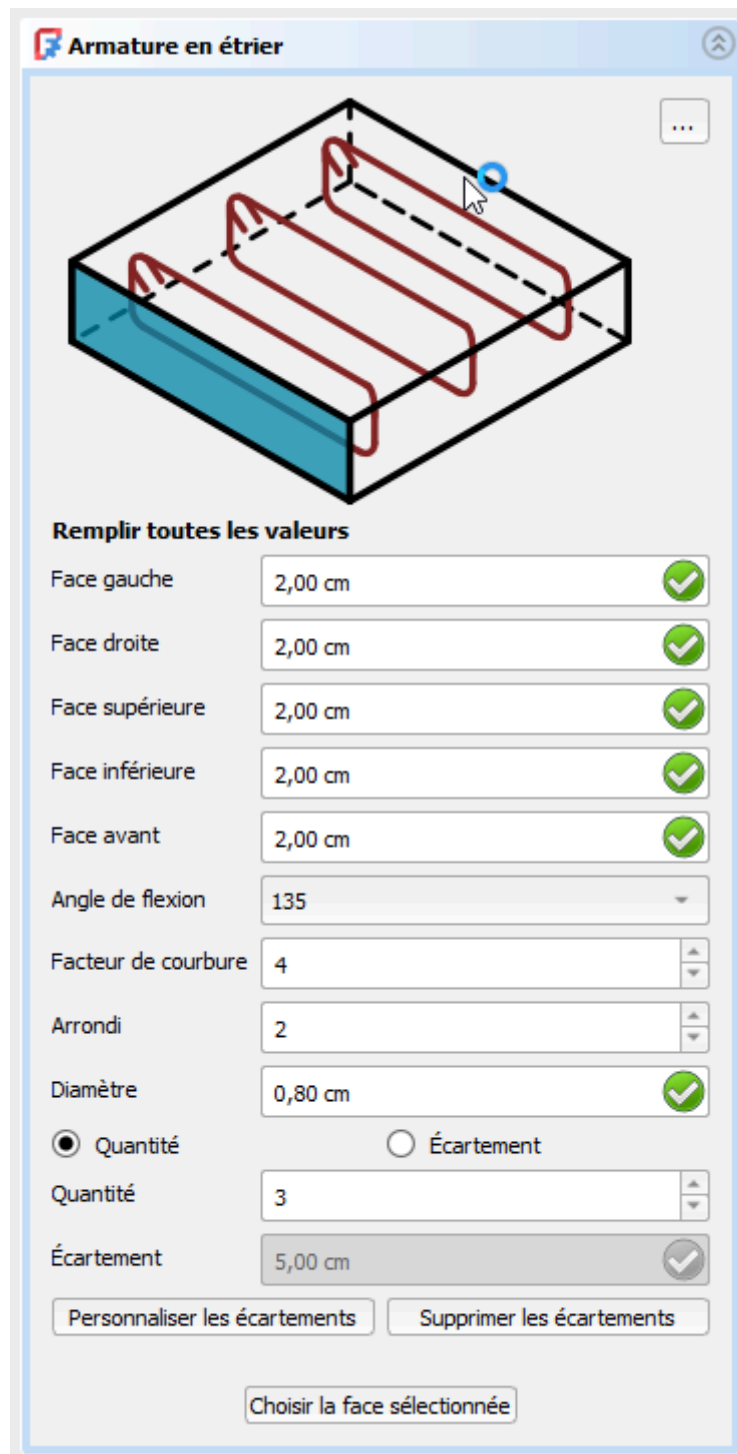 Armature en étrier
...
Remplir toutes les valeurs
Face gauche 2,00 cm
Face droite 2,00 cm
Face supérieure 2,00 cm
Face inférieure 2,00 cm
Face avant 2,00 cm
Angle de flexion 135
Facteur de courbure 4
Arrondi 2
Diamètre 0,80 cm
Quantité Écartement
Quantité 3
Écartement 5,00 cm
Personnaliser les écartements Supprimer les écartements
Choisir la face sélectionnée